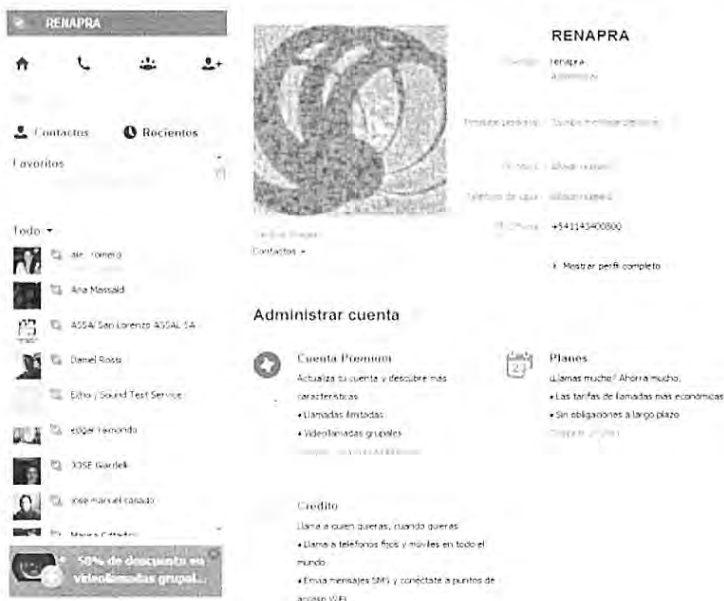 RENAPRA
Contactos
Recientes
Favoritos
Todo
romero
Ana Massaid
ASSA/ San Lorenzo ASSAL SA
Daniel Rossi
Echo / Sound Test Service
edgar raimondo
JOSE Giardelli
jose manuel canado
50% de descuento en
videollamadas grupal...
RENAPRA
renapra
Contactos
+541143400800
Mostrar perfil completo
Administrar cuenta
Cuenta Premium
Actualiza tu cuenta y descubre más
características
• Llamadas ilimitadas
• Videollamadas grupales
Planes
¿Llamas mucho? Ahorra mucho.
• Las tarifas de llamadas más económicas
• Sin obligaciones a largo plazo
Crédito
Llama a quien quieras, cuando quieras
• Llama a teléfonos fijos y móviles en todo el
mundo
• Envía mensajes SMS y conéctate a puntos de
acceso WiFi